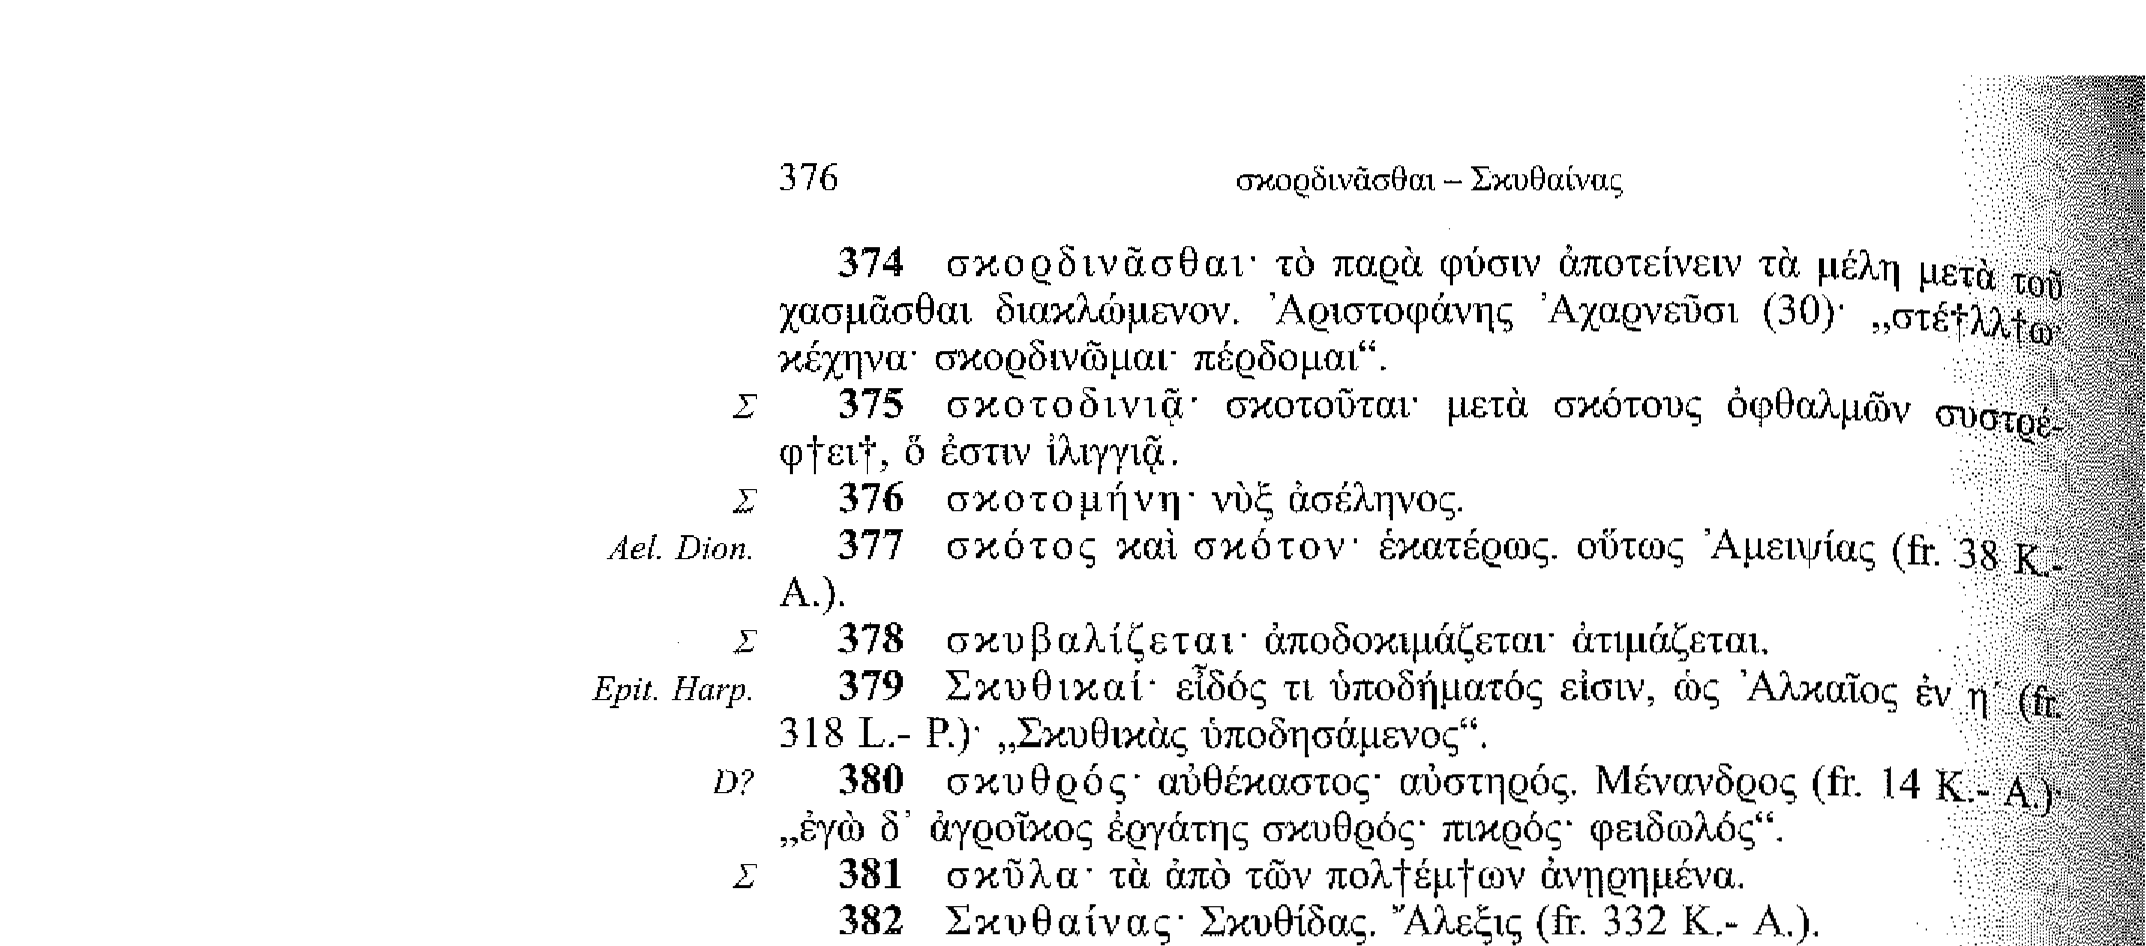 376 σκορδινᾶσθαι – Σκυθαίνας
374 σκορδινᾶσθαι· τὸ παρὰ φύσιν ἀποτείνειν τὰ μέλη μετὰ τοῦ
χασμᾶσθαι διακλώμενον. Ἀριστοφάνης Ἀχαρνεῦσι (30)· „στέ†λλ†ω·
κέχηνα· σκορδινῶμαι· πέρδομαι“.
Σ 375 σκοτοδινιᾷ· σκοτοῦται· μετὰ σκότους ὀφθαλμῶν συστρέ-
φ†ει†, ὅ ἐστιν ἰλιγγιᾷ.
Σ 376 σκοτομήνη· νὺξ ἀσέληνος.
Ael. Dion. 377 σκότος καὶ σκότον· ἑκατέρως. οὕτως Ἀμειψίας (fr. 38 K.-
A.).
Σ 378 σκυβαλίζεται· ἀποδοκιμάζεται· ἀτιμάζεται.
Epit. Harp. 379 Σκυθικαί· εἶδός τι ὑποδήματός εἰσιν, ὡς Ἀλκαῖος ἐν η´ (fr.
318 L.- P.)· „Σκυθικὰς ὑποδησάμενος“.
D? 380 σκυθρός· αὐθέκαστος· αὐστηρός. Μένανδρος (fr. 14 K.- A.)·
„ἐγὼ δ᾽ ἀγροῖκος ἐργάτης σκυθρός· πικρός· φειδωλός“.
Σ 381 σκῦλα· τὰ ἀπὸ τῶν πολ†έμ†ων ἀνῃρημένα.
382 Σκυθαίνας· Σκυθίδας. Ἄλεξις (fr. 332 K.- A.).